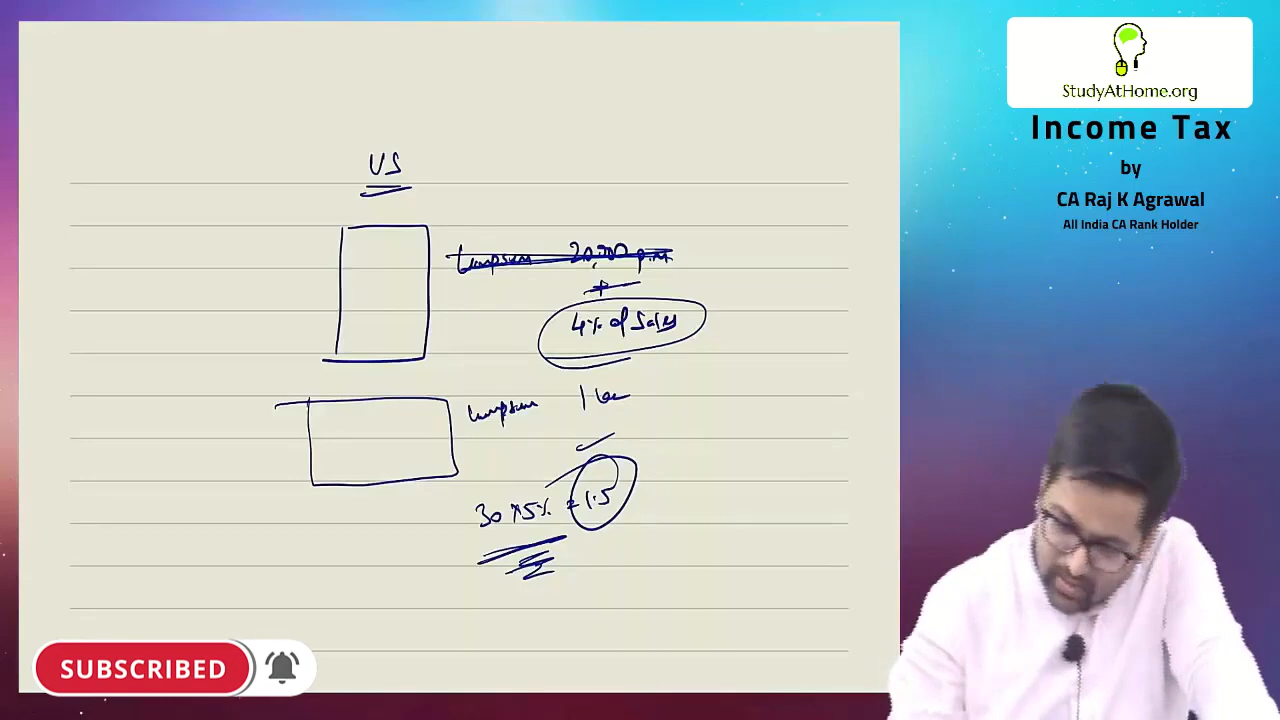 US
Lumpsum 20,000 p.m.
+
4% of Sales
Lumpsum 1 lac
30 × 5% = 1.5
StudyAtHome.org
Income Tax
by
CA Raj K Agrawal
All India CA Rank Holder
SUBSCRIBED